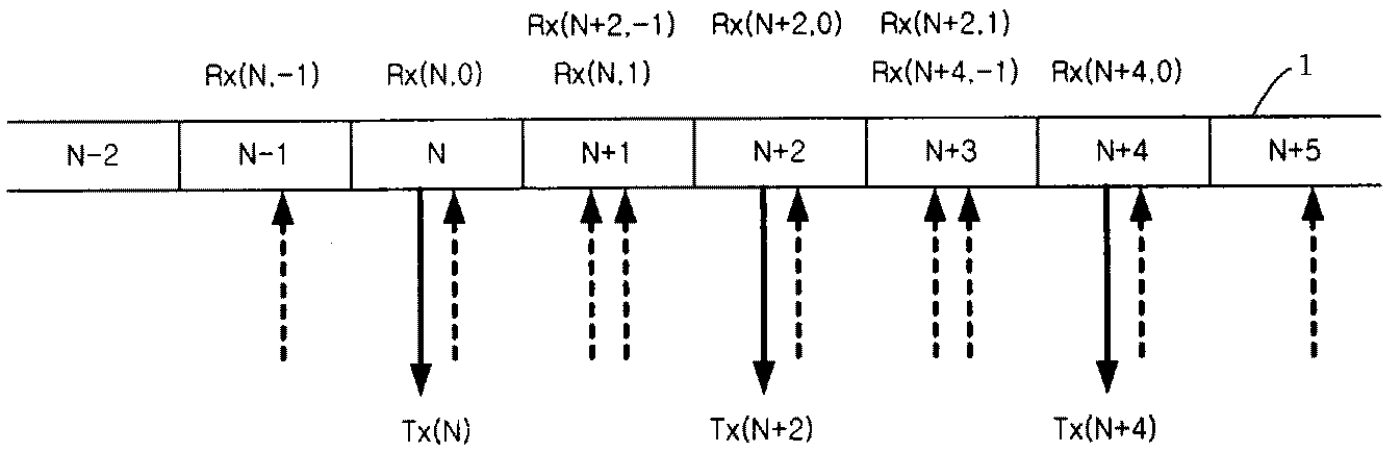 Rx(N+2,-1) Rx(N+2,0) Rx(N+2,1)
Rx(N,-1) Rx(N,0) Rx(N,1) Rx(N+4,-1) Rx(N+4,0) 1
N-2 N-1 N N+1 N+2 N+3 N+4 N+5
Tx(N) Tx(N+2) Tx(N+4)